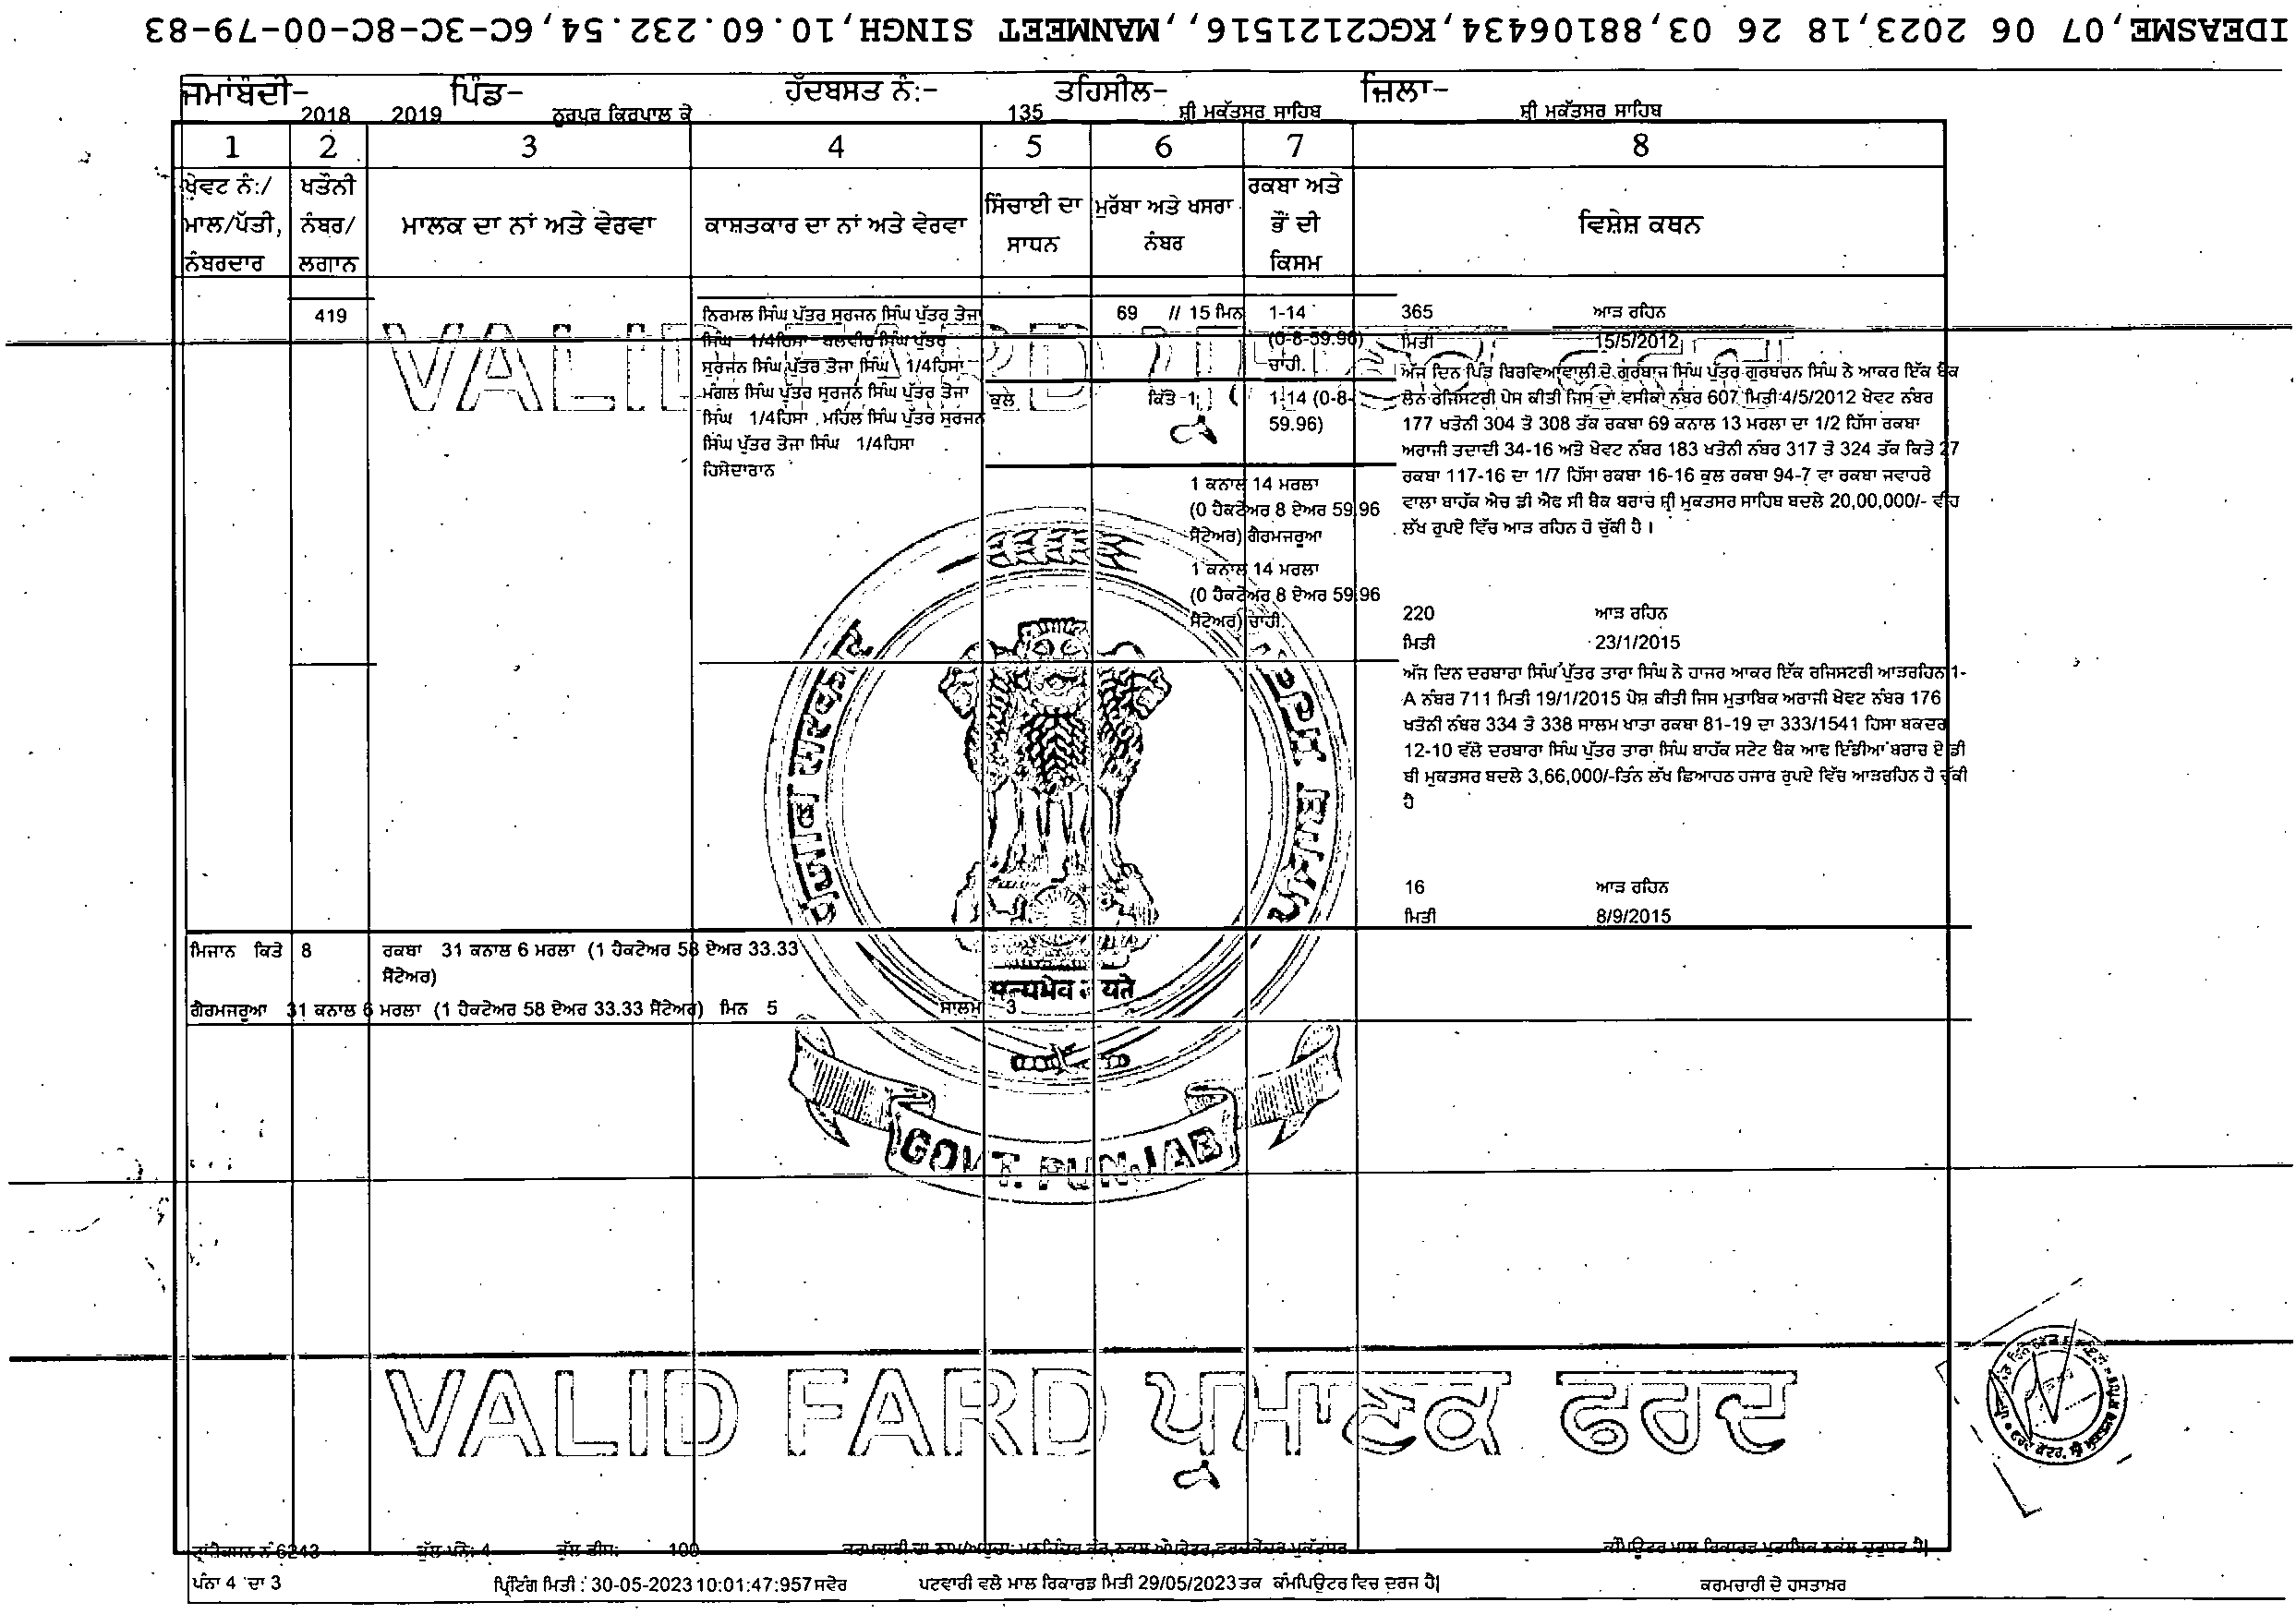 IDEASME,07 06 2023,18 26 03,88106434,KGC21211516,,MANMEET SINGH,10.60.232.54,6C-3C-8C-00-79-83
ਜਮਾਂਬੰਦੀ- ਪਿੰਡ- ਹੱਦਬਸਤ ਨੰ:- ਤਹਿਸੀਲ- ਜ਼ਿਲਾ-
2018 2019 ਨੂਰਪੁਰ ਕਿਰਪਾਲ ਕੇ 135 ਸ਼੍ਰੀ ਮਕੱਤਸਰ ਸਾਹਿਬ ਸ਼੍ਰੀ ਮਕੱਤਸਰ ਸਾਹਿਬ
1 2 3 4 5 6 7 8
ਖੇਵਟ ਨੰ:/
ਮਾਲ/ਪੱਤੀ,
ਨੰਬਰਦਾਰ
ਖਤੌਨੀ
ਨੰਬਰ/
ਲਗਾਨ
ਮਾਲਕ ਦਾ ਨਾਂ ਅਤੇ ਵੇਰਵਾ
ਕਾਸ਼ਤਕਾਰ ਦਾ ਨਾਂ ਅਤੇ ਵੇਰਵਾ
ਸਿੰਚਾਈ ਦਾ
ਸਾਧਨ
ਮੁਰੱਬਾ ਅਤੇ ਖਸਰਾ
ਨੰਬਰ
ਰਕਬਾ ਅਤੇ
ਭੌਂ ਦੀ
ਕਿਸਮ
ਵਿਸ਼ੇਸ਼ ਕਥਨ
419
ਨਿਰਮਲ ਸਿੰਘ ਪੁੱਤਰ ਸੁਰਜਨ ਸਿੰਘ ਪੁੱਤਰ ਤੇਜਾ
ਸਿੰਘ 1/4ਹਿਸਾ ਬਲਵੀਰ ਸਿੰਘ ਪੁੱਤਰ
ਸੁਰਜਨ ਸਿੰਘ ਪੁੱਤਰ ਤੇਜਾ ਸਿੰਘ 1/4ਹਿਸਾ
ਮੰਗਲ ਸਿੰਘ ਪੁੱਤਰ ਸੁਰਜਨ ਸਿੰਘ ਪੁੱਤਰ ਤੇਜਾ
ਸਿੰਘ 1/4ਹਿਸਾ ਮਹਿਲ ਸਿੰਘ ਪੁੱਤਰ ਸੁਰਜਨ
ਸਿੰਘ ਪੁੱਤਰ ਤੇਜਾ ਸਿੰਘ 1/4ਹਿਸਾ
ਹਿਸੇਦਾਰਾਨ
69 // 15 ਮਿਨ 1-14
(0-8-59.96)
ਚਾਹੀ
ਕੁਲ ਕਿੱਤੇ -1 1-14 (0-8-
59.96)
1 ਕਨਾਲ 14 ਮਰਲਾ
(0 ਹੈਕਟੇਅਰ 8 ਏਅਰ 59.96
ਸੈਂਟੇਅਰ) ਗੈਰਮਜਰੂਆ
1 ਕਨਾਲ 14 ਮਰਲਾ
(0 ਹੈਕਟੇਅਰ 8 ਏਅਰ 59.96
ਸੈਂਟੇਅਰ) ਚਾਹੀ
365 ਆੜ ਰਹਿਨ
ਮਿਤੀ 15/5/2012
ਅੱਜ ਦਿਨ ਪਿੰਡ ਬਿਰਵਿਆਂਵਾਲੀ ਦੇ ਗੁਰਬਾਜ ਸਿੰਘ ਪੁੱਤਰ ਗੁਰਬਚਨ ਸਿੰਘ ਨੇ ਆਕਰ ਇੱਕ ਬੈਂਕ
ਲੋਨ ਰਜਿਸਟਰੀ ਪੇਸ਼ ਕੀਤੀ ਜਿਸ ਦਾ ਵਸੀਕਾ ਨੰਬਰ 607 ਮਿਤੀ 4/5/2012 ਖੇਵਟ ਨੰਬਰ
177 ਖਤੋਨੀ 304 ਤੋ 308 ਤੱਕ ਰਕਬਾ 69 ਕਨਾਲ 13 ਮਰਲਾ ਦਾ 1/2 ਹਿੱਸਾ ਰਕਬਾ
ਅਰਾਜੀ ਤਦਾਦੀ 34-16 ਅਤੇ ਖੇਵਟ ਨੰਬਰ 183 ਖਤੋਨੀ ਨੰਬਰ 317 ਤੋ 324 ਤੱਕ ਕਿਤੇ 27
ਰਕਬਾ 117-16 ਦਾ 1/7 ਹਿੱਸਾ ਰਕਬਾ 16-16 ਕੁਲ ਰਕਬਾ 94-7 ਵਾ ਰਕਬਾ ਜਵਾਹਰੇ
ਵਾਲਾ ਬਾਹੱਕ ਐਚ ਡੀ ਐਫ ਸੀ ਬੈਕ ਬਰਾਚ ਸ਼੍ਰੀ ਮੁਕਤਸਰ ਸਾਹਿਬ ਬਦਲੇ 20,00,000/- ਵੀਹ
ਲੱਖ ਰੁਪਏ ਵਿੱਚ ਆੜ ਰਹਿਨ ਹੋ ਚੁੱਕੀ ਹੈ ।
220 ਆੜ ਰਹਿਨ
ਮਿਤੀ 23/1/2015
ਅੱਜ ਦਿਨ ਦਰਬਾਰਾ ਸਿੰਘ ਪੁੱਤਰ ਤਾਰਾ ਸਿੰਘ ਨੇ ਹਾਜਰ ਆਕਰ ਇੱਕ ਰਜਿਸਟਰੀ ਆੜਰਹਿਨ 1-
A ਨੰਬਰ 711 ਮਿਤੀ 19/1/2015 ਪੇਸ਼ ਕੀਤੀ ਜਿਸ ਮੁਤਾਬਿਕ ਅਰਾਜੀ ਖੇਵਟ ਨੰਬਰ 176
ਖਤੋਨੀ ਨੰਬਰ 334 ਤੋ 338 ਸਾਲਮ ਖਾਤਾ ਰਕਬਾ 81-19 ਦਾ 333/1541 ਹਿਸਾ ਬਕਦਰ
12-10 ਵੱਲੋ ਦਰਬਾਰਾ ਸਿੰਘ ਪੁੱਤਰ ਤਾਰਾ ਸਿੰਘ ਬਾਹੱਕ ਸਟੇਟ ਬੈਕ ਆਫ ਇੰਡੀਆ ਬਰਾਚ ਏ ਡੀ
ਬੀ ਮੁਕਤਸਰ ਬਦਲੇ 3,66,000/-ਤਿੰਨ ਲੱਖ ਛਿਆਹਠ ਹਜਾਰ ਰੁਪਏ ਵਿੱਚ ਆੜਰਹਿਨ ਹੋ ਚੁੱਕੀ
ਹੈ
16 ਆੜ ਰਹਿਨ
ਮਿਤੀ 8/9/2015
ਮਿਜਾਨ ਕਿਤੇ 8 ਰਕਬਾ 31 ਕਨਾਲ 6 ਮਰਲਾ (1 ਹੈਕਟੇਅਰ 58 ਏਅਰ 33.33
ਸੈਂਟੇਅਰ)
ਗੈਰਮਜਰੂਆ 31 ਕਨਾਲ 6 ਮਰਲਾ (1 ਹੈਕਟੇਅਰ 58 ਏਅਰ 33.33 ਸੈਂਟੇਅਰ) ਮਿਨ 5 ਸਾਲਮ 3
ਪੰਜਾਬ ਸਰਕਾਰ
सत्यमेव जयते
GOVT. PUNJAB
VALID FARD ਪ੍ਰਮਾਣਕ ਫਰਦ
ਟ੍ਰਾਂਜੈਕਸ਼ਨ ਨੰ 6243 ਕੁੱਲ ਪੰਨੇ: 4 ਕੁੱਲ ਫੀਸ: 100
ਪੰਨਾ 4 ਦਾ 3 ਪ੍ਰਿੰਟਿੰਗ ਮਿਤੀ : 30-05-2023 10:01:47:957 ਸਵੇਰ ਪਟਵਾਰੀ ਵਲੋ ਮਾਲ ਰਿਕਾਰਡ ਮਿਤੀ 29/05/2023 ਤਕ ਕੰਮਪਿਊਟਰ ਵਿਚ ਦਰਜ ਹੈ| ਕਰਮਚਾਰੀ ਦੇ ਹਸਤਾਖ਼ਰ